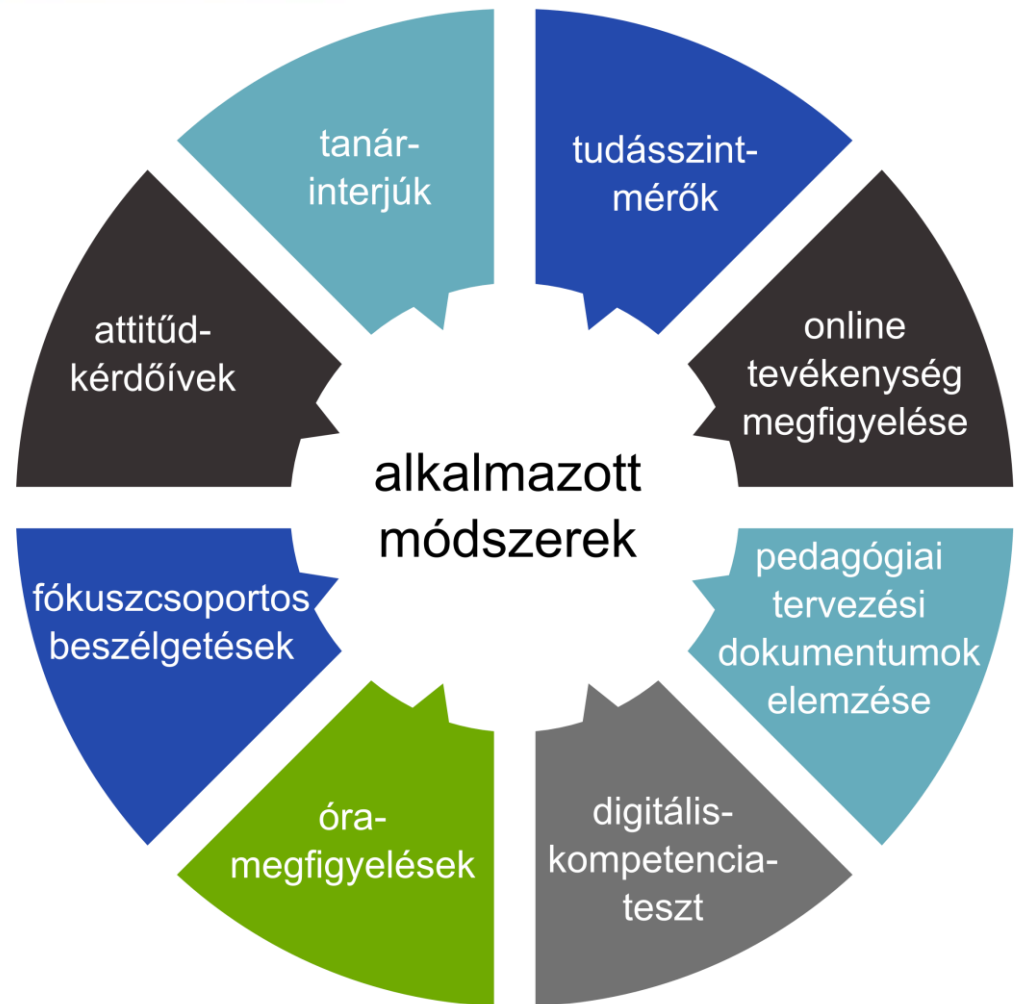 tanár-
interjúk
tudásszint-
mérők
online
tevékenység
megfigyelése
pedagógiai
tervezési
dokumentumok
elemzése
digitális-
kompetencia-
teszt
óra-
megfigyelések
fókuszcsoportos
beszélgetések
attitűd-
kérdőívek
alkalmazott
módszerek